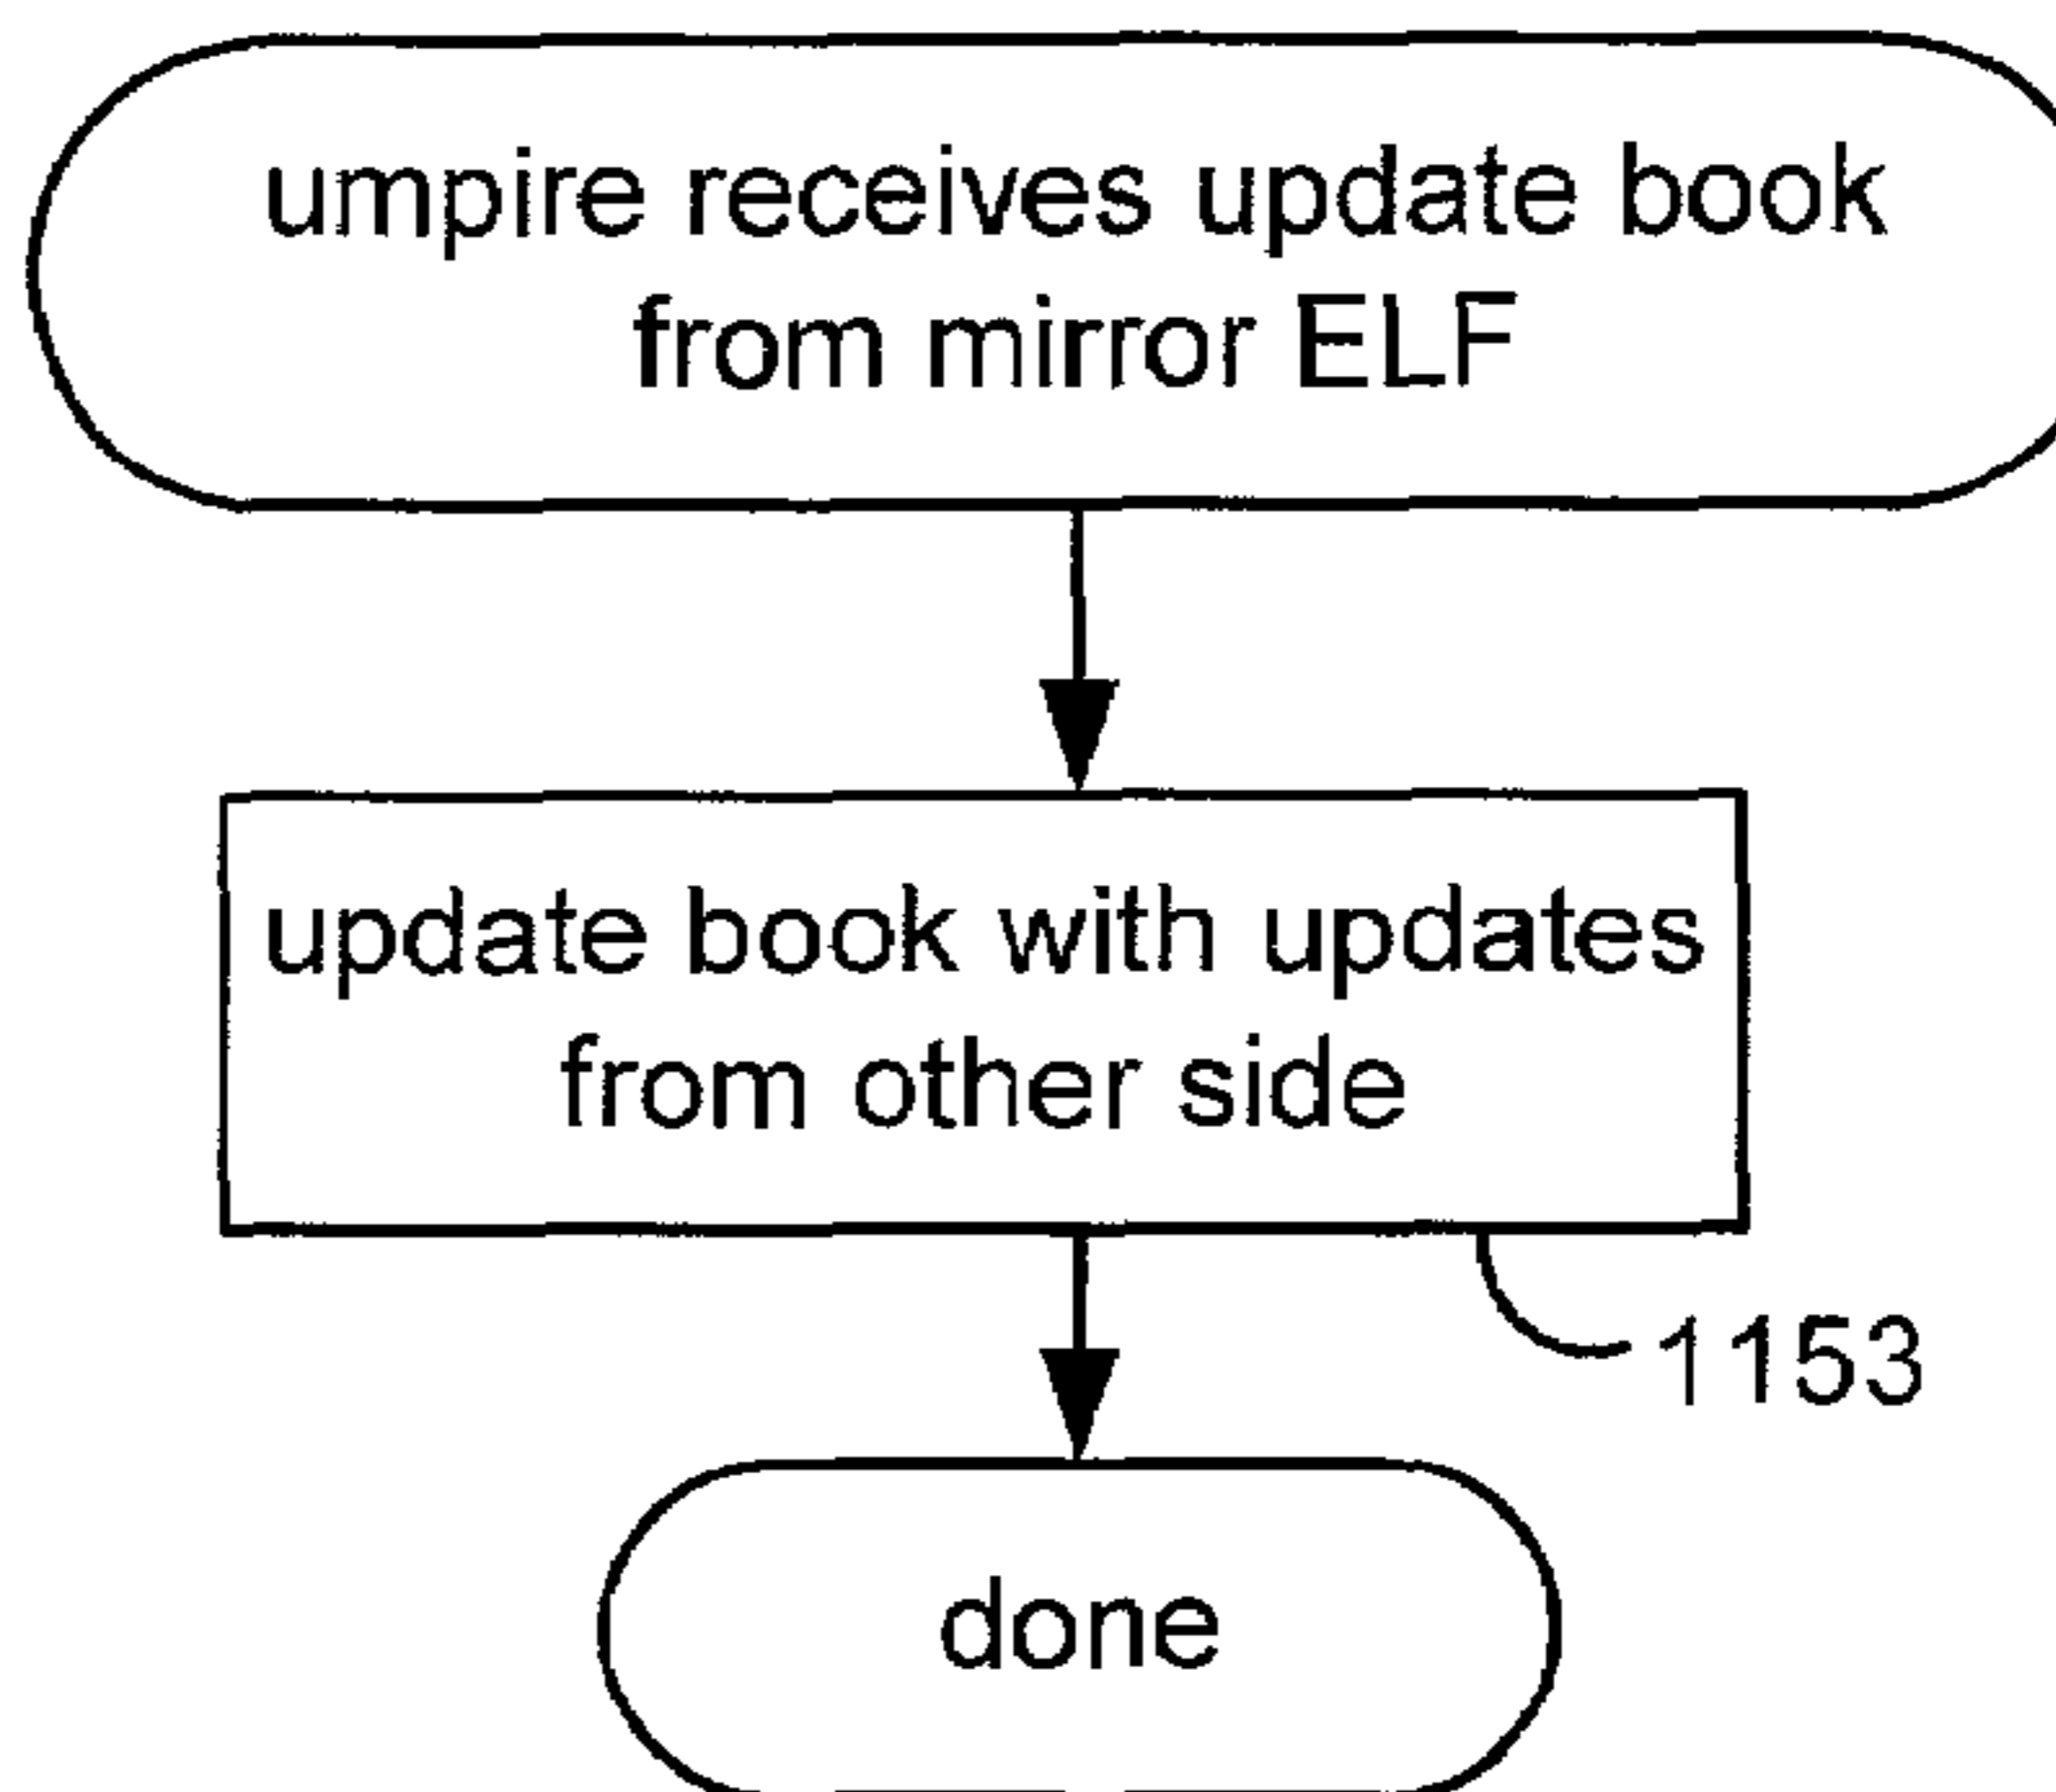 umpire receives update book
from mirror ELF
update book with updates
from other side
1153
done